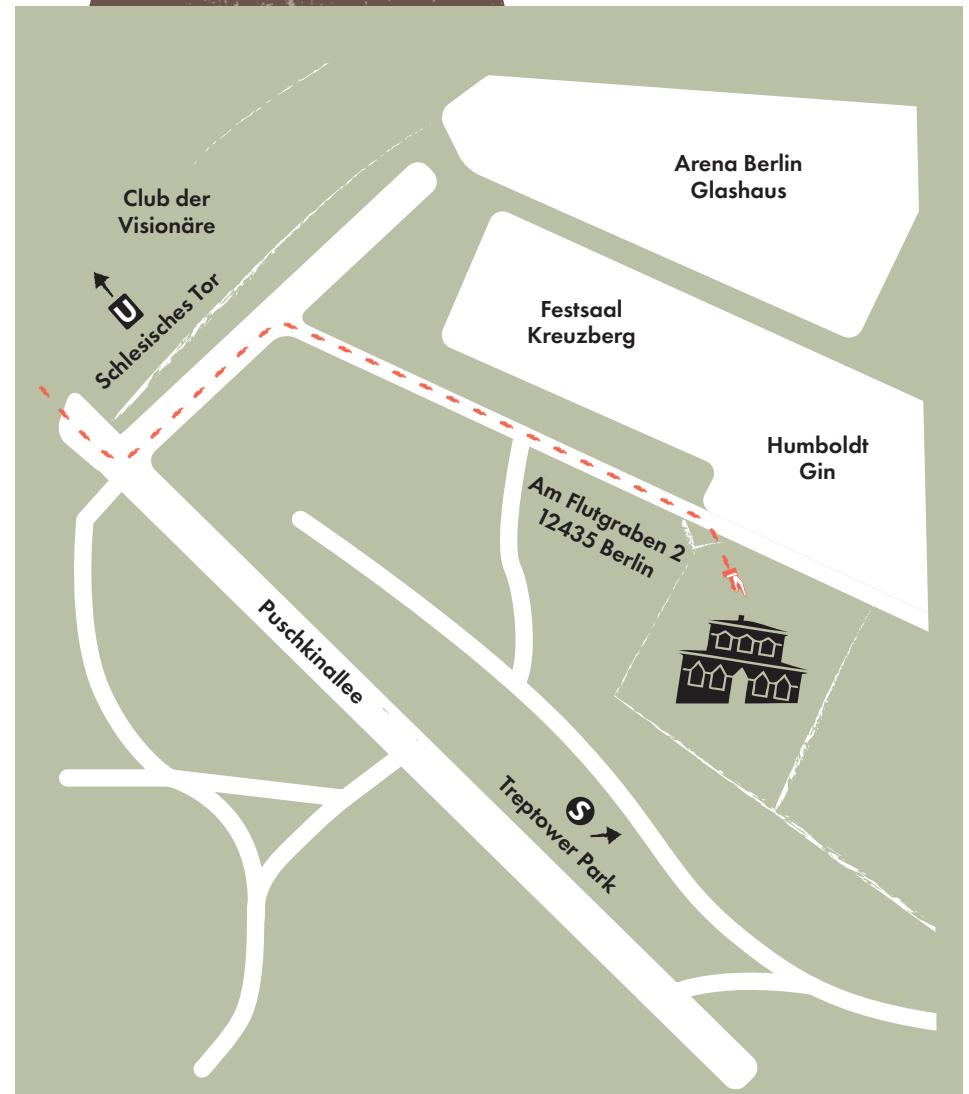 Arena Berlin
Glashaus
Club der
Visionäre
U
Schlesisches Tor
Festsaal
Kreuzberg
Humboldt
Gin
Am Flutgraben 2
12435 Berlin
Puschkinallee
S
Treptower Park